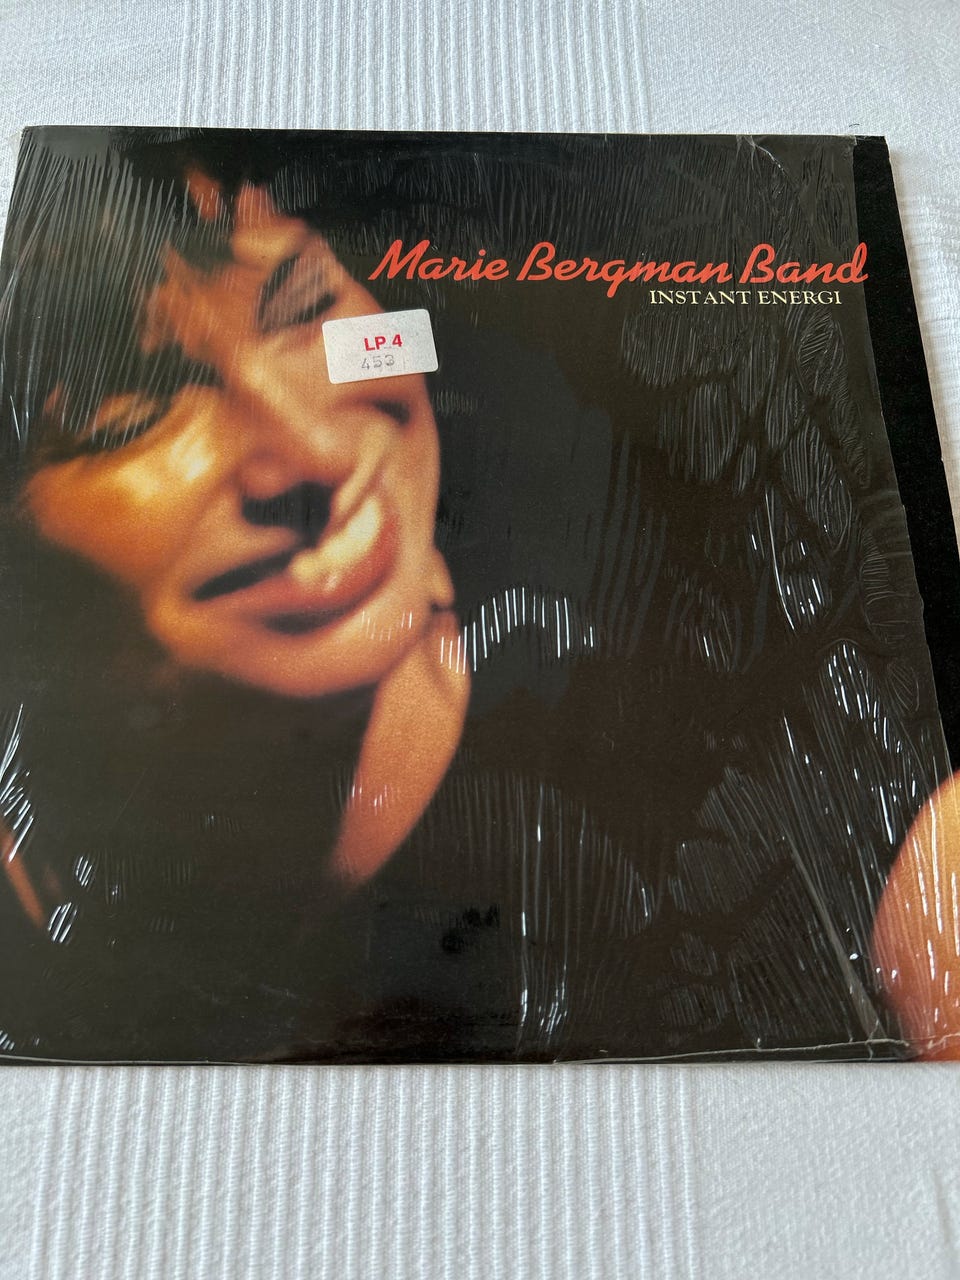 Marie Bergman Band
INSTANT ENERGI
LP 4
453